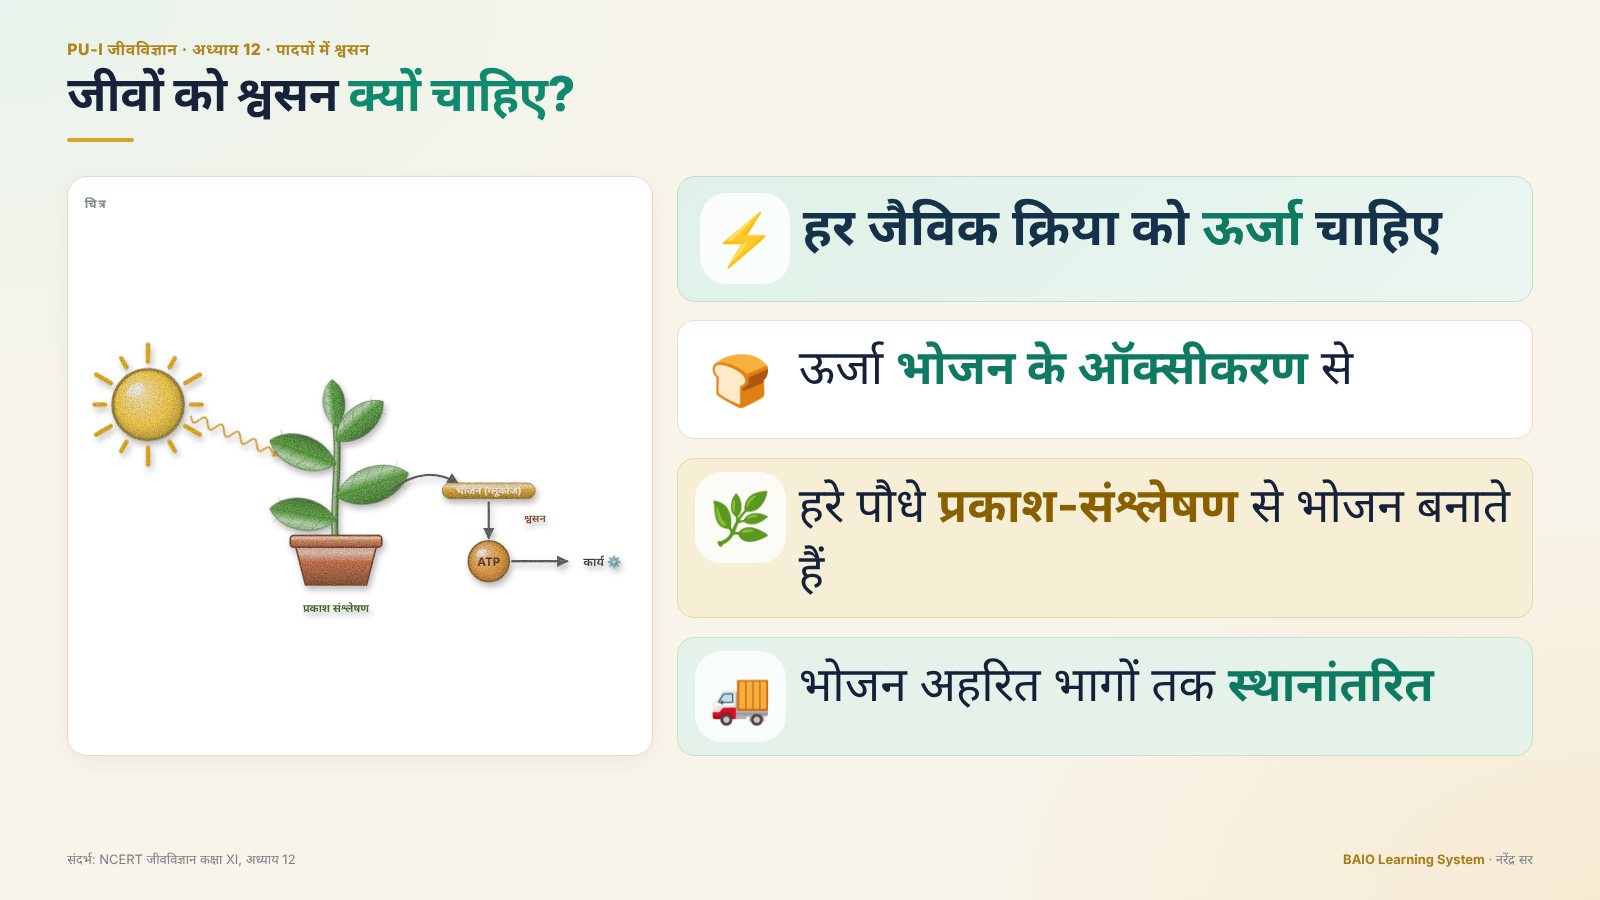 PU-I जीवविज्ञान · अध्याय 12 · पादपों में श्वसन
जीवों को श्वसन क्यों चाहिए?
चित्र
भोजन (ग्लूकोज)
श्वसन
ATP
कार्य
प्रकाश संश्लेषण
हर जैविक क्रिया को ऊर्जा चाहिए
ऊर्जा भोजन के ऑक्सीकरण से
हरे पौधे प्रकाश-संश्लेषण से भोजन बनाते
हैं
भोजन अहरित भागों तक स्थानांतरित
संदर्भ: NCERT जीवविज्ञान कक्षा XI, अध्याय 12
BAIO Learning System · नरेंद्र सर